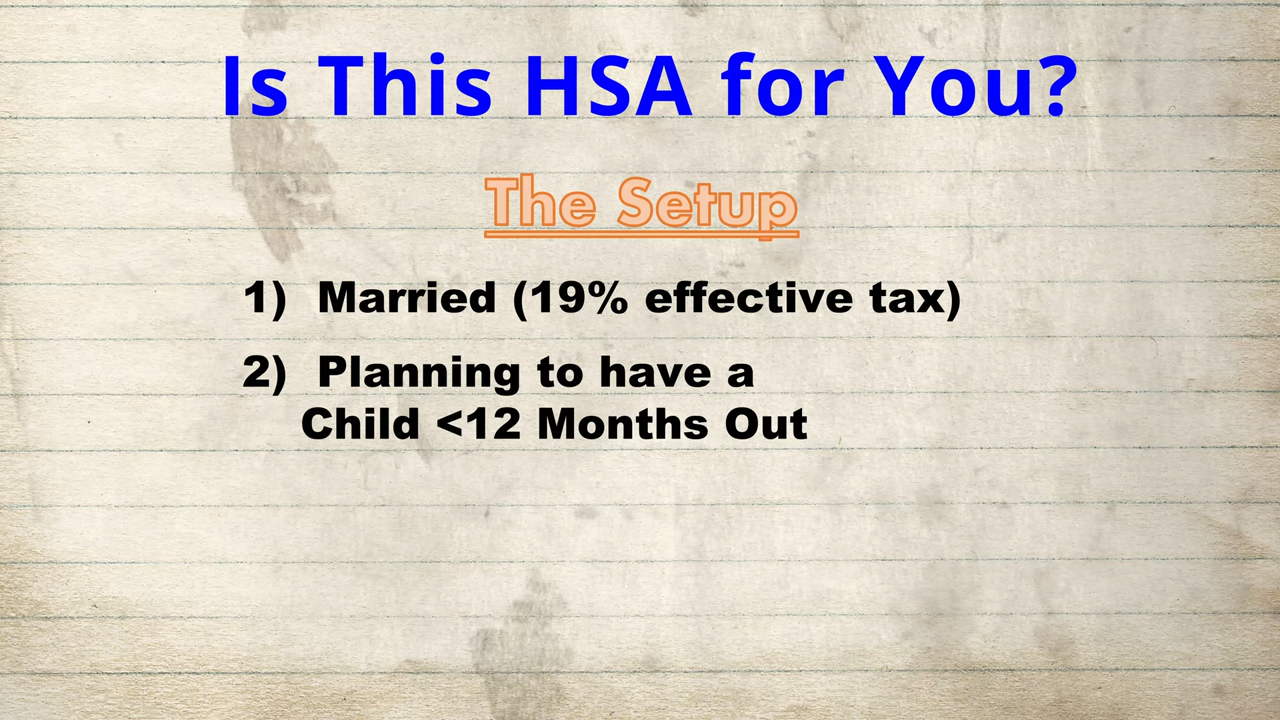 Is This HSA for You?
The Setup
1) Married (19% effective tax)
2) Planning to have a
Child <12 Months Out